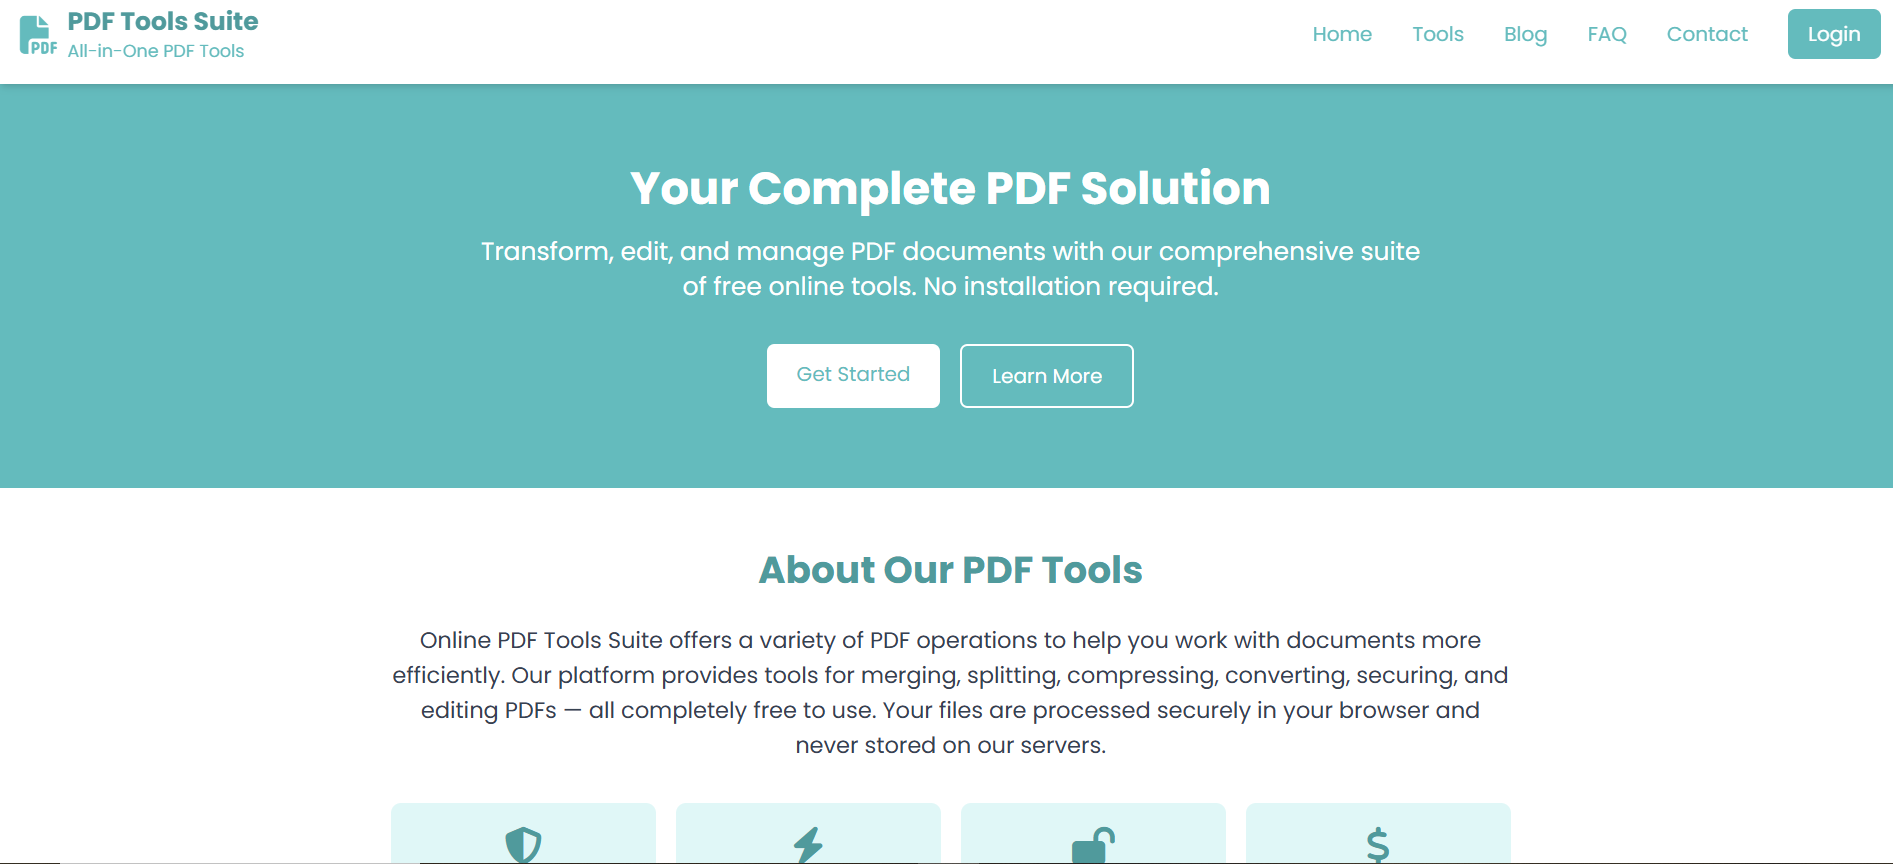 PDF Tools Suite
All-in-One PDF Tools
PDF
Home
Tools
Blog
FAQ
Contact
Login
Your Complete PDF Solution
Transform, edit, and manage PDF documents with our comprehensive suite
of free online tools. No installation required.
Get Started
Learn More
About Our PDF Tools
Online PDF Tools Suite offers a variety of PDF operations to help you work with documents more
efficiently. Our platform provides tools for merging, splitting, compressing, converting, securing, and
editing PDFs — all completely free to use. Your files are processed securely in your browser and
never stored on our servers.